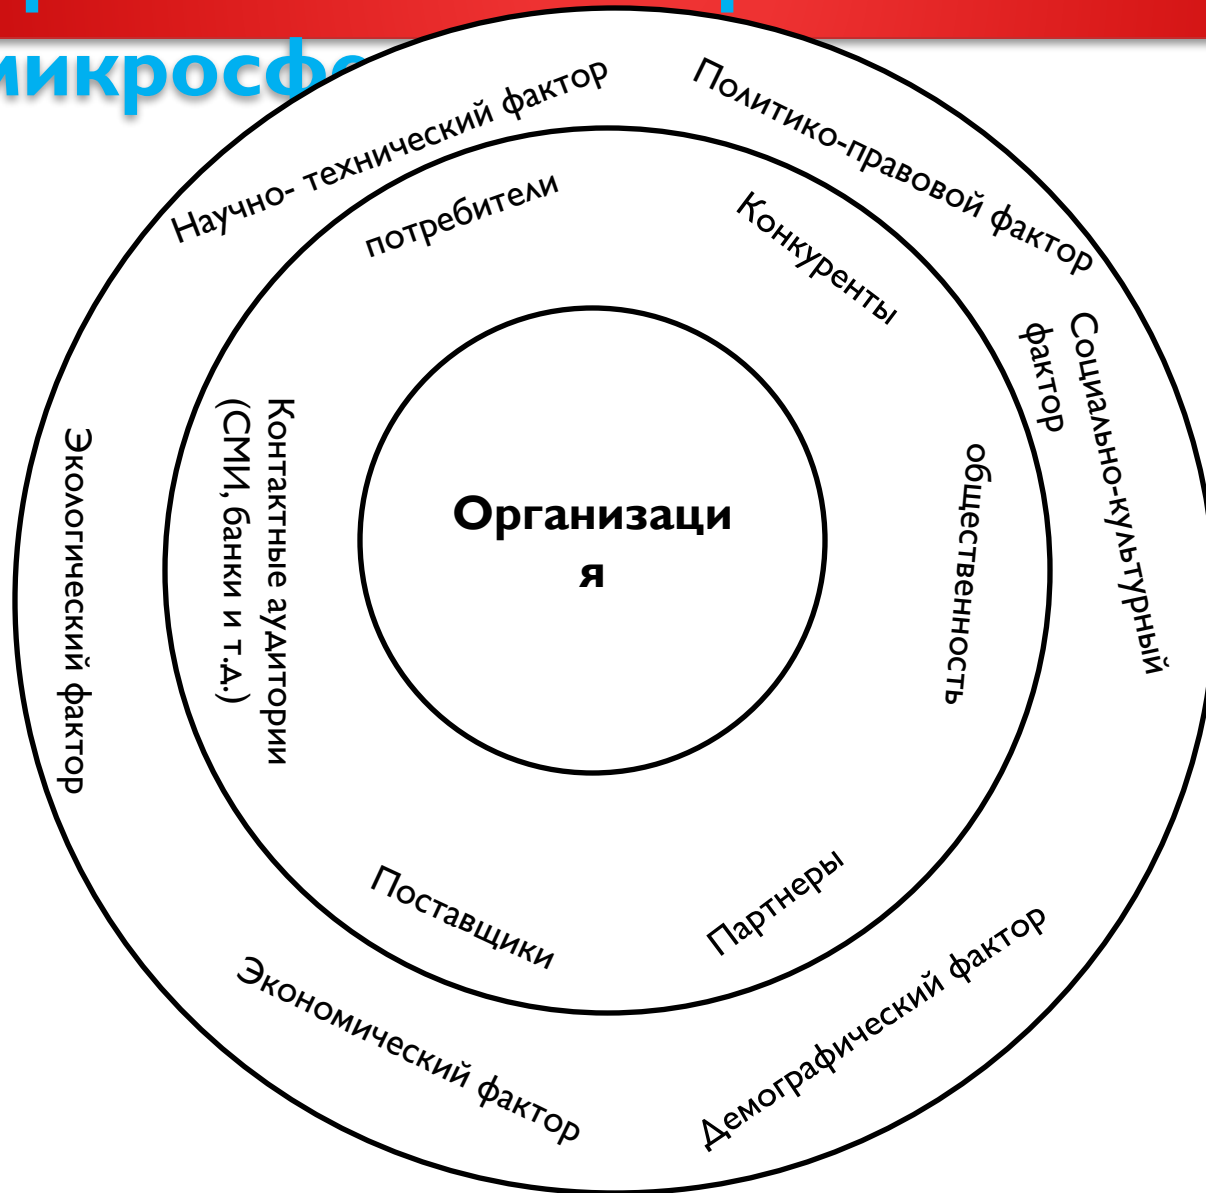 Научно- технический фактор
Политико-правовой фактор
потребители
Конкуренты
Социально-культурный
фактор
Экологический фактор
Контактные аудитории
(СМИ, банки и т.д.)
Организаци
я
общественность
Поставщики
Партнеры
Экономический фактор
Демографический фактор